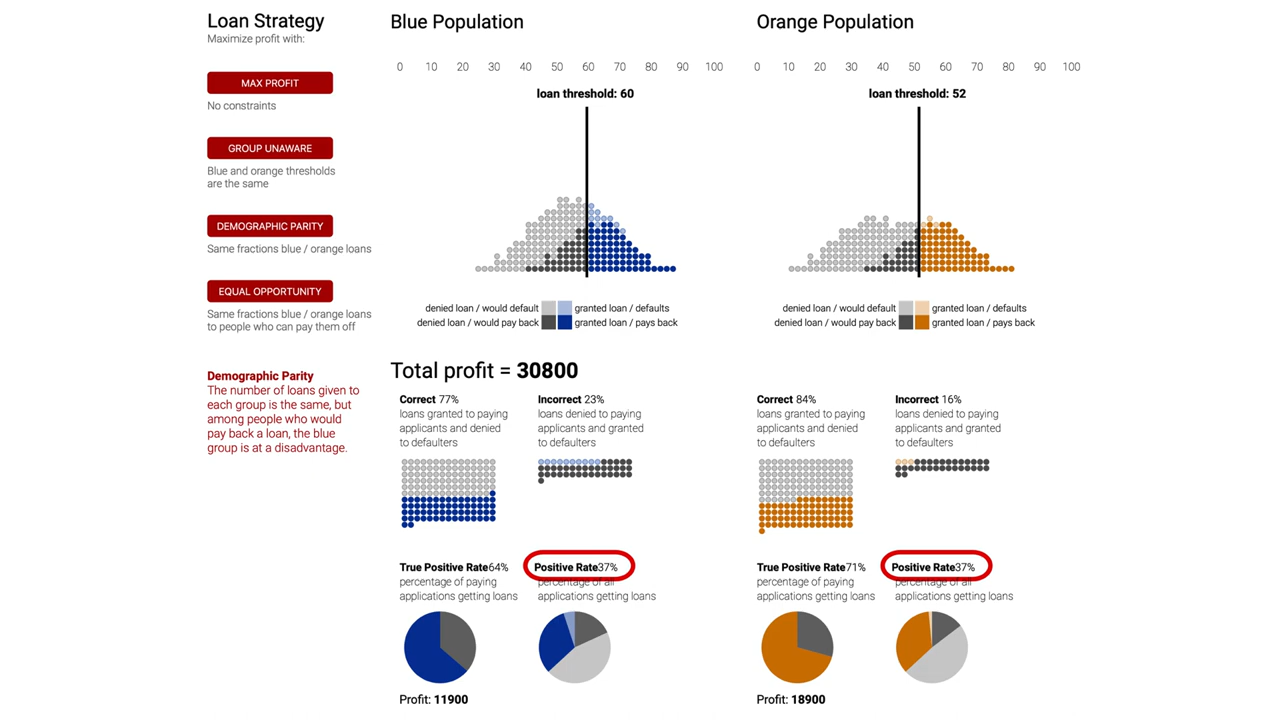 Loan Strategy
Maximize profit with:
MAX PROFIT
No constraints
GROUP UNAWARE
Blue and orange thresholds
are the same
DEMOGRAPHIC PARITY
Same fractions blue / orange loans
EQUAL OPPORTUNITY
Same fractions blue / orange loans
to people who can pay them off
Demographic Parity
The number of loans given to
each group is the same, but
among people who would
pay back a loan, the blue
group is at a disadvantage.
Blue Population
0 10 20 30 40 50 60 70 80 90 100
loan threshold: 60
denied loan / would default granted loan / defaults
denied loan / would pay back granted loan / pays back
Orange Population
0 10 20 30 40 50 60 70 80 90 100
loan threshold: 52
denied loan / would default granted loan / defaults
denied loan / would pay back granted loan / pays back
Total profit = 30800
Correct 77%
loans granted to paying
applicants and denied
to defaulters
Incorrect 23%
loans denied to paying
applicants and granted
to defaulters
True Positive Rate64%
percentage of paying
applications getting loans
Positive Rate37%
percentage of all
applications getting loans
Profit: 11900
Correct 84%
loans granted to paying
applicants and denied
to defaulters
Incorrect 16%
loans denied to paying
applicants and granted
to defaulters
True Positive Rate71%
percentage of paying
applications getting loans
Positive Rate37%
percentage of all
applications getting loans
Profit: 18900